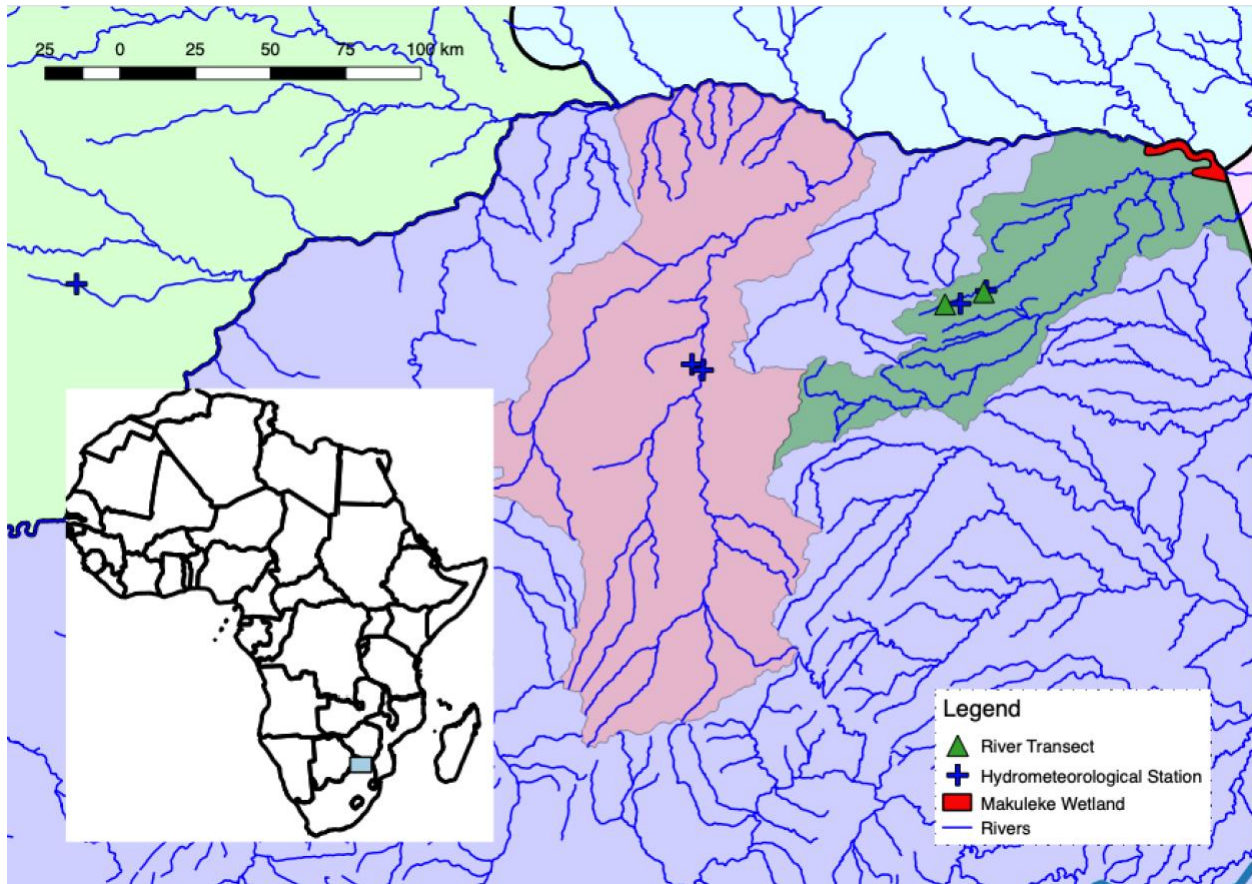 25 0 25 50 75 100 km
Legend
River Transect
Hydrometeorological Station
Makuleke Wetland
Rivers